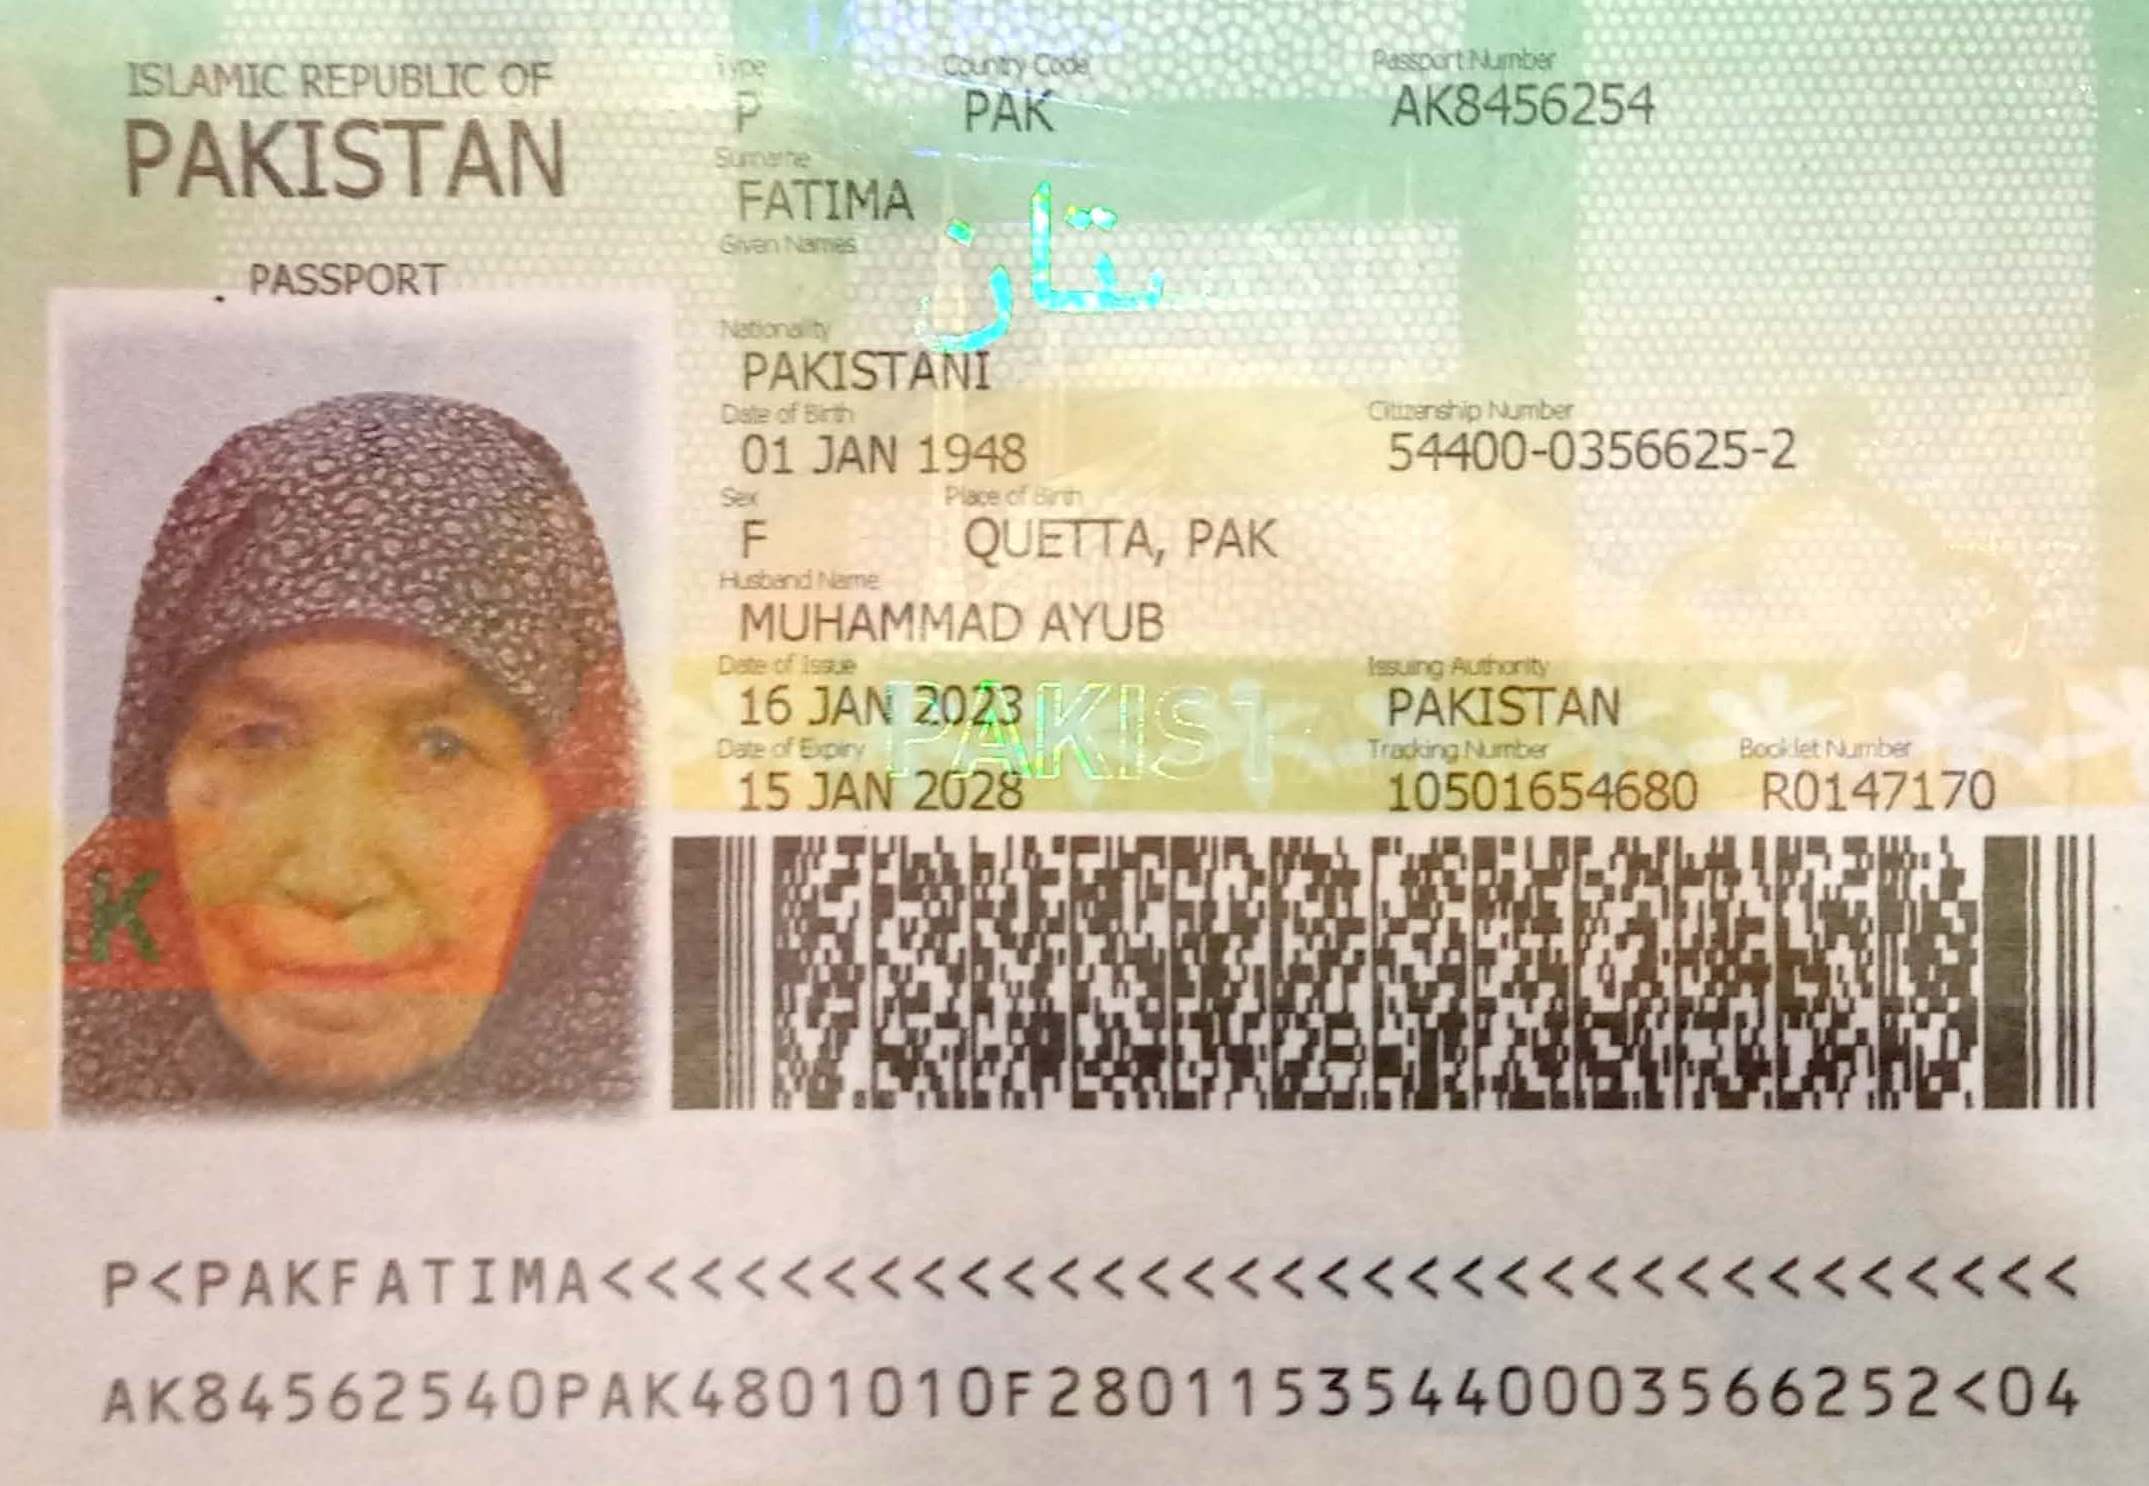 ISLAMIC REPUBLIC OF
PAKISTAN
PASSPORT
Type Country Code Passport Number
P PAK AK8456254
Surname
FATIMA
Given Names
ستان
Nationality
PAKISTANI
Date of Birth Citizenship Number
01 JAN 1948 54400-0356625-2
Sex Place of Birth
F QUETTA, PAK
Husband Name
MUHAMMAD AYUB
Date of Issue Issuing Authority
16 JAN 2023 PAKISTAN
PAKIST
Date of Expiry Tracking Number Booklet Number
15 JAN 2028 10501654680 R0147170
K
P<PAKFATIMA<<<<<<<<<<<<<<<<<<<<<<<<<<<<<<<<<
AK84562540PAK4801010F28011535440003566252<04